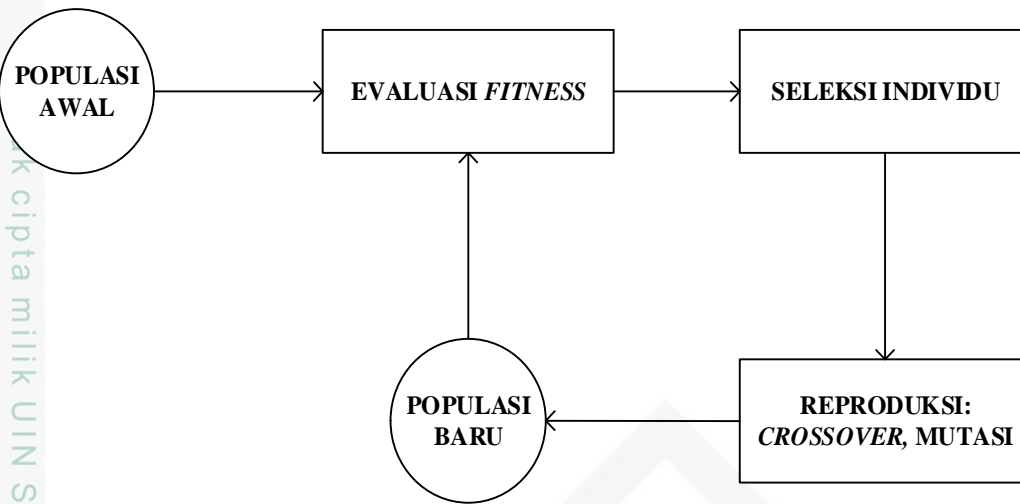 POPULASI
AWAL
EVALUASI FITNESS
SELEKSI INDIVIDU
REPRODUKSI:
CROSSOVER, MUTASI
POPULASI
BARU
k cipta milik UIN S